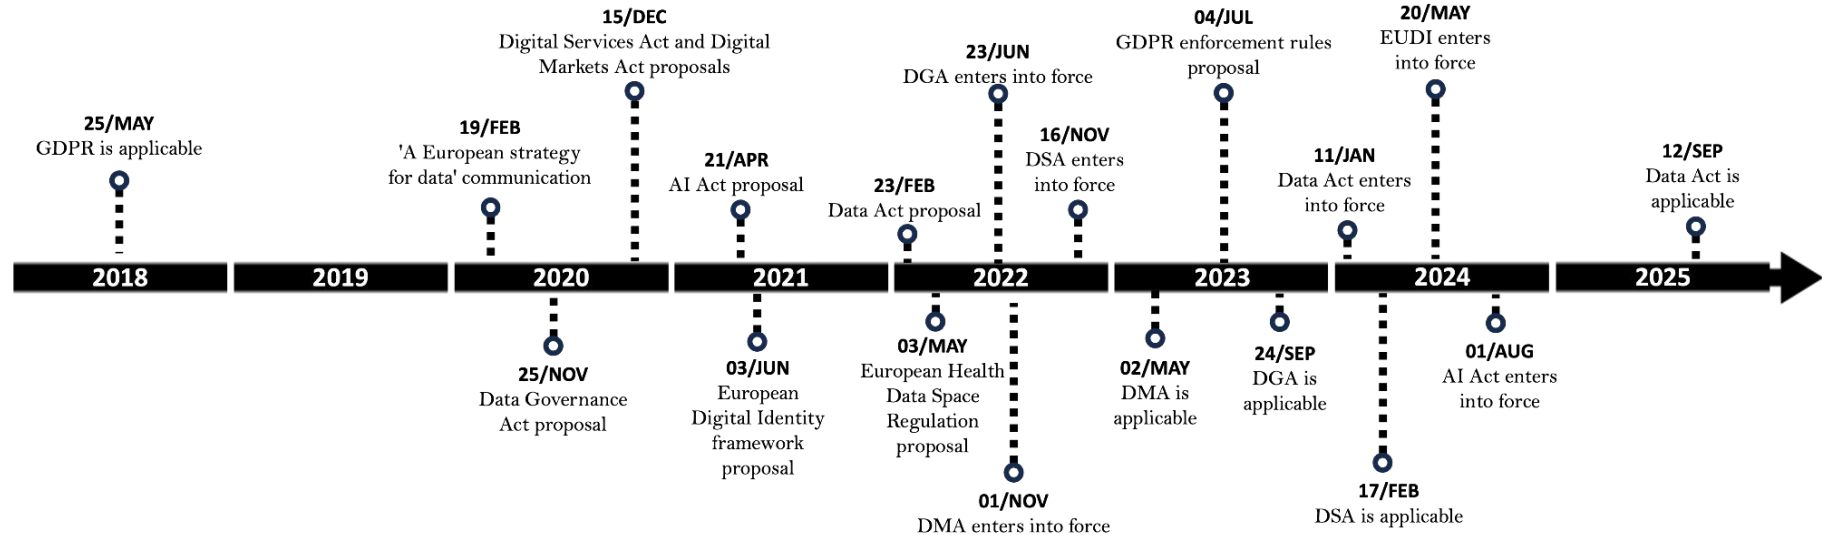 25/MAY
GDPR is applicable
19/FEB
'A European strategy
for data' communication
15/DEC
Digital Services Act and Digital
Markets Act proposals
21/APR
AI Act proposal
23/FEB
Data Act proposal
23/JUN
DGA enters into force
16/NOV
DSA enters
into force
04/JUL
GDPR enforcement rules
proposal
11/JAN
Data Act enters
into force
20/MAY
EUDI enters
into force
12/SEP
Data Act is
applicable
2018
2019
2020
2021
2022
2023
2024
2025
25/NOV
Data Governance
Act proposal
03/JUN
European
Digital Identity
framework
proposal
03/MAY
European Health
Data Space
Regulation
proposal
01/NOV
DMA enters into force
02/MAY
DMA is
applicable
24/SEP
DGA is
applicable
17/FEB
DSA is applicable
01/AUG
AI Act enters
into force